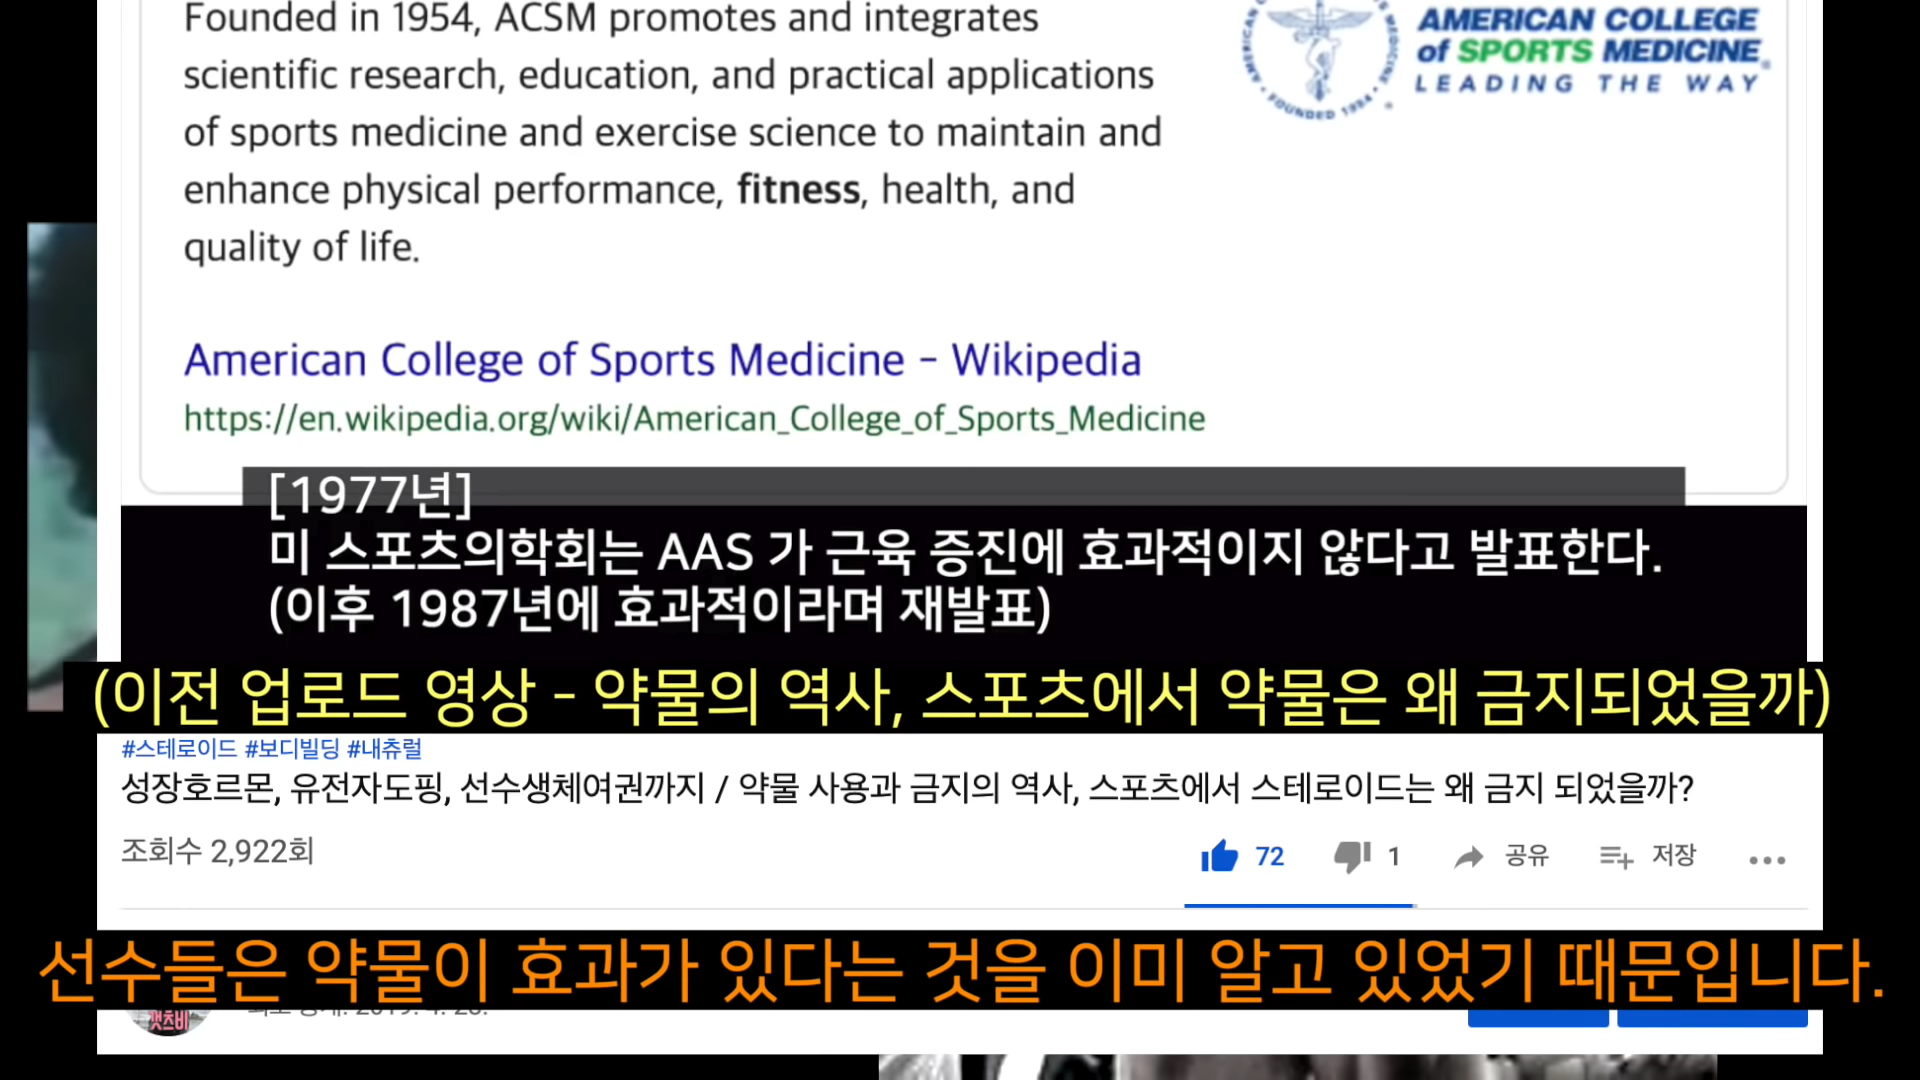 Founded in 1954, ACSM promotes and integrates
scientific research, education, and practical applications
of sports medicine and exercise science to maintain and
enhance physical performance, fitness, health, and
quality of life.
AMERICAN COLLEGE
of SPORTS MEDICINE®
LEADING THE WAY
FOUNDED 1954
American College of Sports Medicine - Wikipedia
https://en.wikipedia.org/wiki/American_College_of_Sports_Medicine
[1977년]
미 스포츠의학회는 AAS 가 근육 증진에 효과적이지 않다고 발표한다.
(이후 1987년에 효과적이라며 재발표)
(이전 업로드 영상 - 약물의 역사, 스포츠에서 약물은 왜 금지되었을까)
#스테로이드 #보디빌딩 #내츄럴
성장호르몬, 유전자도핑, 선수생체여권까지 / 약물 사용과 금지의 역사, 스포츠에서 스테로이드는 왜 금지 되었을까?
조회수 2,922회
72
1
공유
저장
선수들은 약물이 효과가 있다는 것을 이미 알고 있었기 때문입니다.